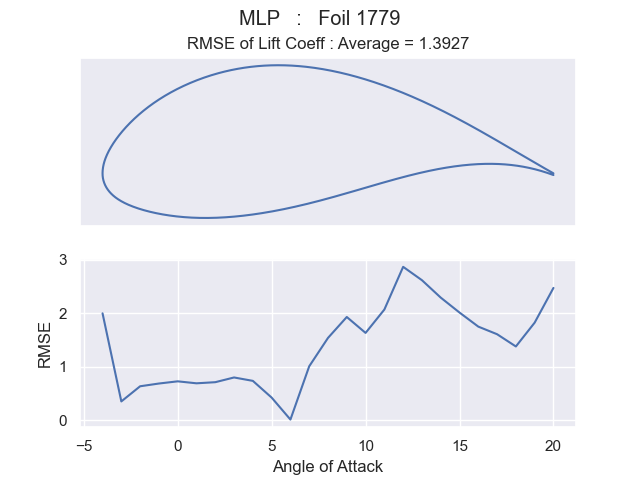 MLP   :   Foil 1779
RMSE of Lift Coeff : Average = 1.3927
3
2
1
0
RMSE
−5
0
5
10
15
20
Angle of Attack